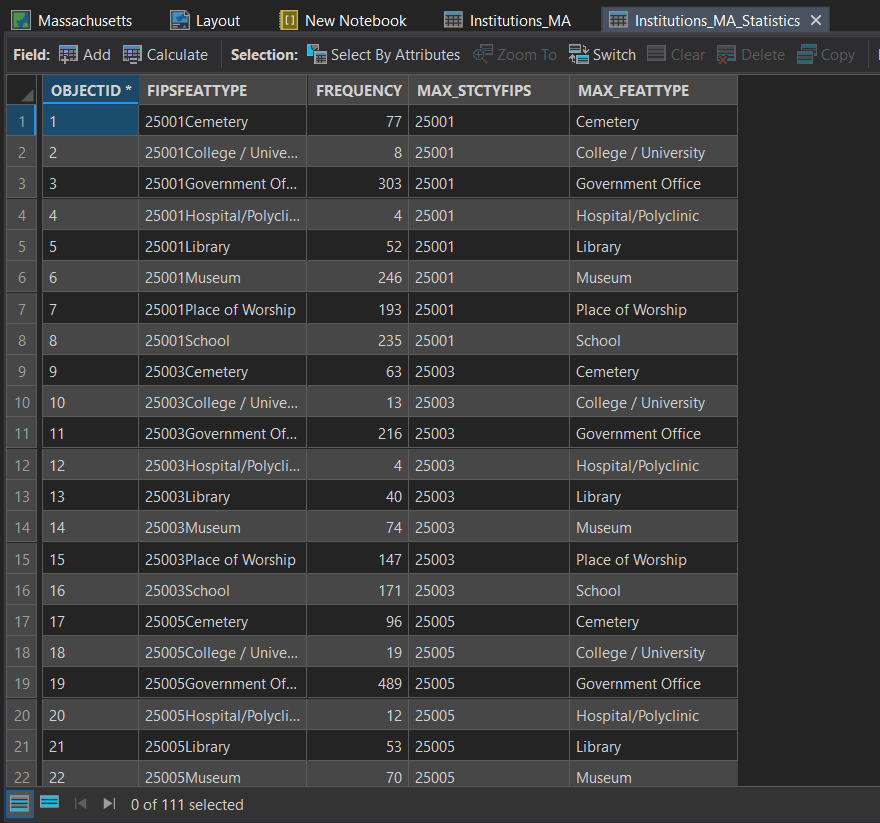 Massachusetts Layout New Notebook Institutions_MA Institutions_MA_Statistics
Field: Add Calculate Selection: Select By Attributes Zoom To Switch Clear Delete Copy
OBJECTID * FIPSFEATTYPE FREQUENCY MAX_STCTYFIPS MAX_FEATTYPE
1 1 25001Cemetery 77 25001 Cemetery
2 2 25001College / Unive... 8 25001 College / University
3 3 25001Government Of... 303 25001 Government Office
4 4 25001Hospital/Polycli... 4 25001 Hospital/Polyclinic
5 5 25001Library 52 25001 Library
6 6 25001Museum 246 25001 Museum
7 7 25001Place of Worship 193 25001 Place of Worship
8 8 25001School 235 25001 School
9 9 25003Cemetery 63 25003 Cemetery
10 10 25003College / Unive... 13 25003 College / University
11 11 25003Government Of... 216 25003 Government Office
12 12 25003Hospital/Polycli... 4 25003 Hospital/Polyclinic
13 13 25003Library 40 25003 Library
14 14 25003Museum 74 25003 Museum
15 15 25003Place of Worship 147 25003 Place of Worship
16 16 25003School 171 25003 School
17 17 25005Cemetery 96 25005 Cemetery
18 18 25005College / Unive... 19 25005 College / University
19 19 25005Government Of... 489 25005 Government Office
20 20 25005Hospital/Polycli... 12 25005 Hospital/Polyclinic
21 21 25005Library 53 25005 Library
22 22 25005Museum 70 25005 Museum
0 of 111 selected